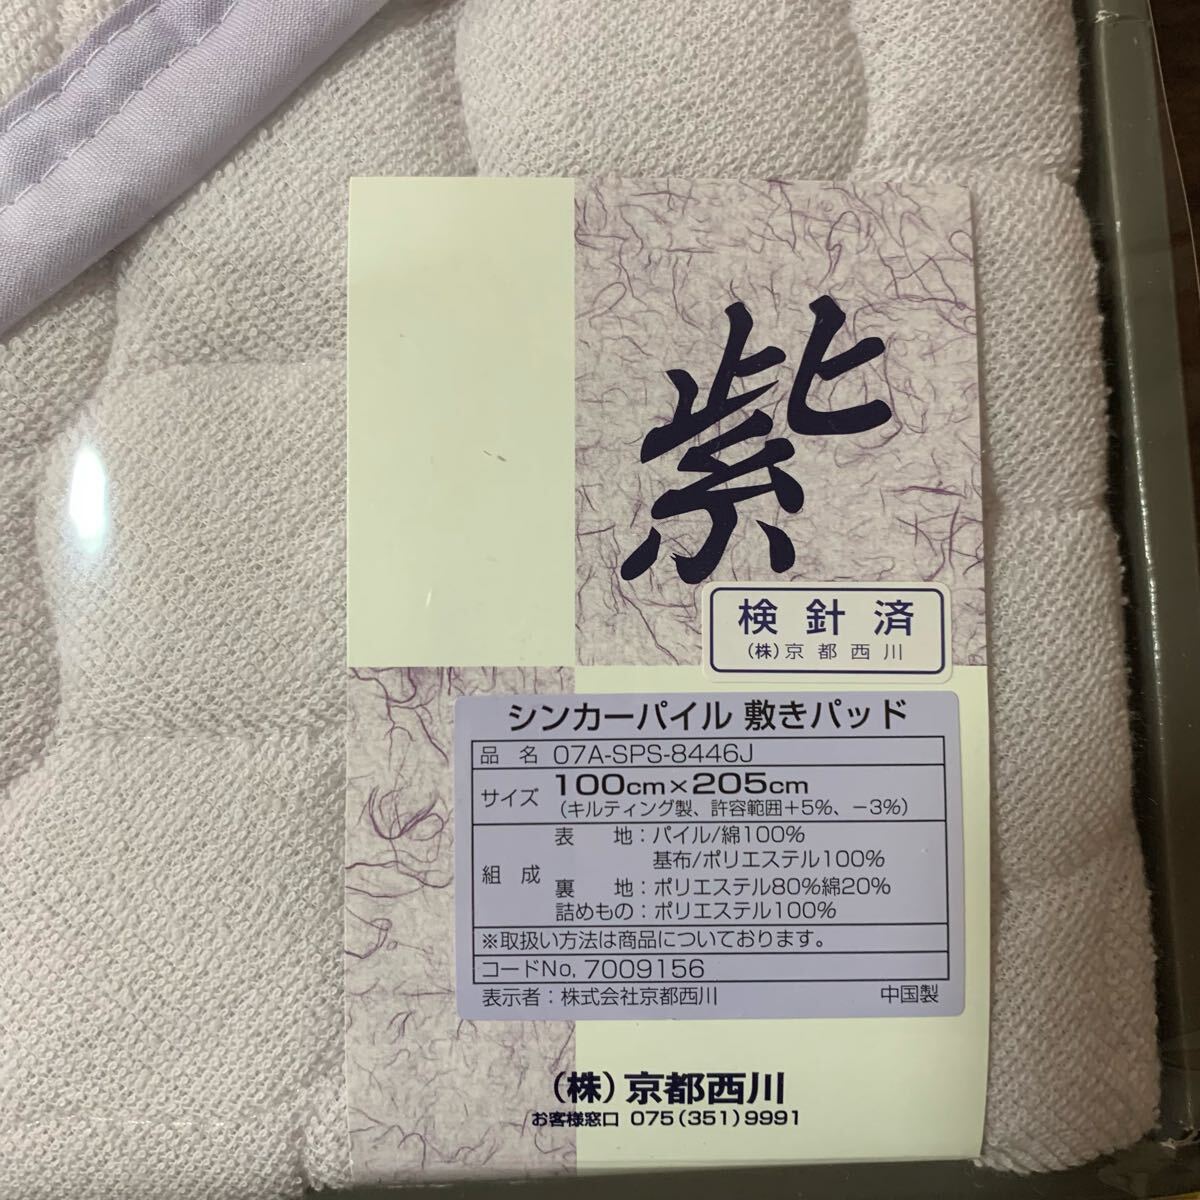 紫
検針済
(株)京都西川
シンカーパイル 敷きパッド
品 名 07A-SPS-8446J
サイズ 100cm×205cm
(キルティング製、許容範囲+5%、-3%)
組 成 表 地:パイル/綿100%
基布/ポリエステル100%
裏 地:ポリエステル80%綿20%
詰めもの:ポリエステル100%
※取扱い方法は商品についております。
コードNo. 7009156
表示者:株式会社京都西川 中国製
(株)京都西川
お客様窓口 075(351)9991